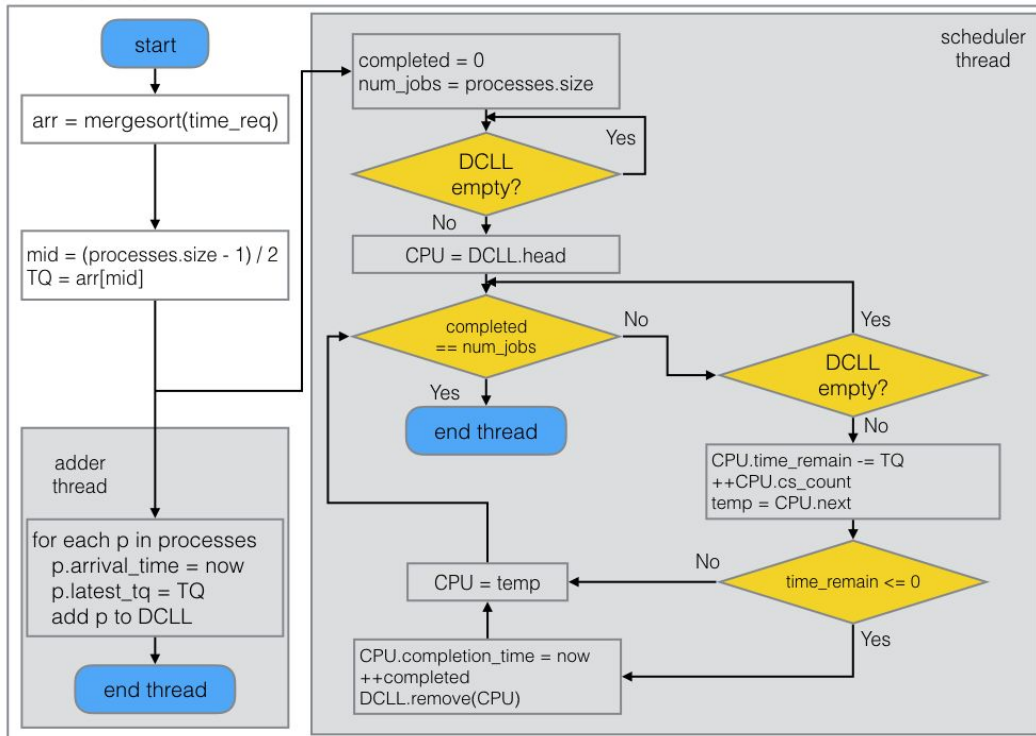 start
arr = mergesort(time_req)
mid = (processes.size - 1) / 2
TQ = arr[mid]
adder
thread
for each p in processes
p.arrival_time = now
p.latest_tq = TQ
add p to DCLL
end thread
scheduler
thread
completed = 0
num_jobs = processes.size
Yes
DCLL
empty?
No
CPU = DCLL.head
completed
== num_jobs
No
Yes
end thread
Yes
DCLL
empty?
No
CPU.time_remain -= TQ
++CPU.cs_count
temp = CPU.next
time_remain <= 0
No
CPU = temp
Yes
CPU.completion_time = now
++completed
DCLL.remove(CPU)